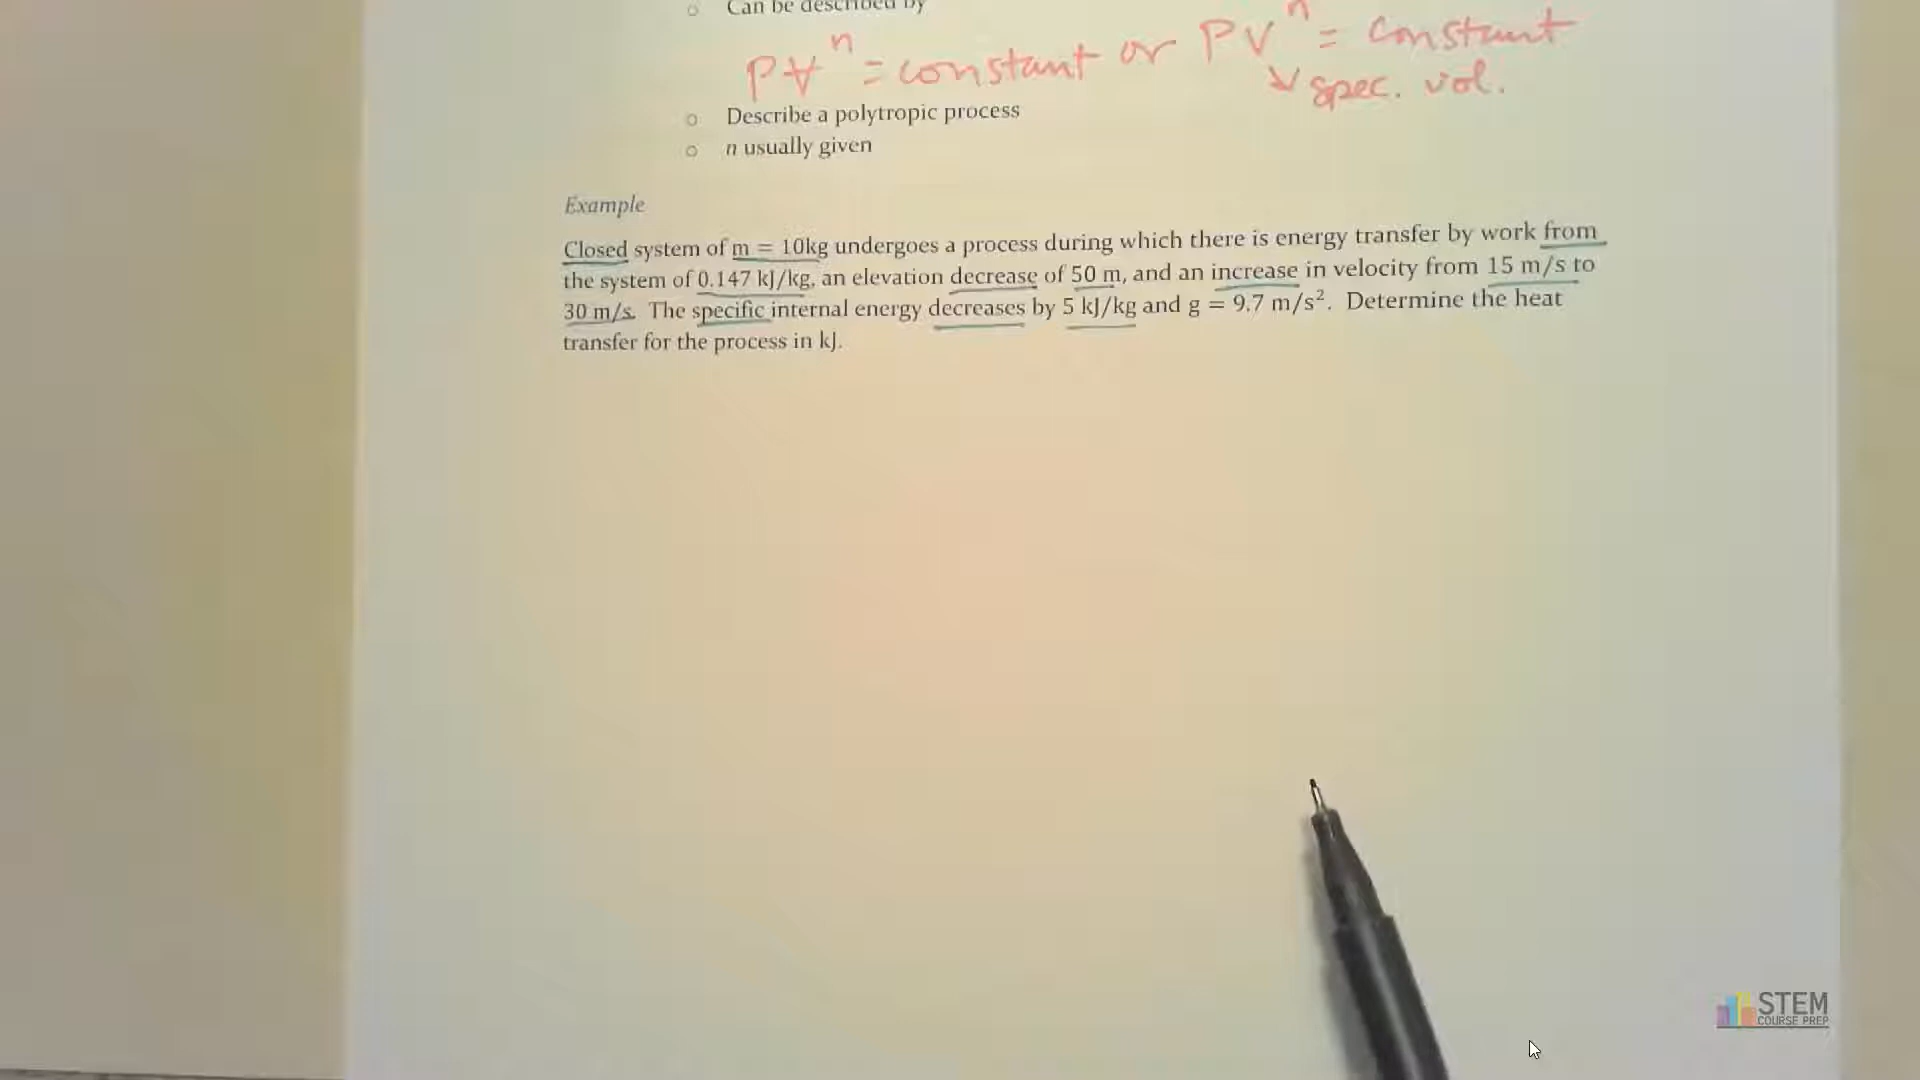 Can be described by
P∀ⁿ = constant or PVⁿ = constant
↘ spec. vol.
Describe a polytropic process
n usually given
Example
Closed system of m = 10kg undergoes a process during which there is energy transfer by work from
the system of 0.147 kJ/kg, an elevation decrease of 50 m, and an increase in velocity from 15 m/s to
30 m/s. The specific internal energy decreases by 5 kJ/kg and g = 9.7 m/s². Determine the heat
transfer for the process in kJ.
STEM
COURSE PREP